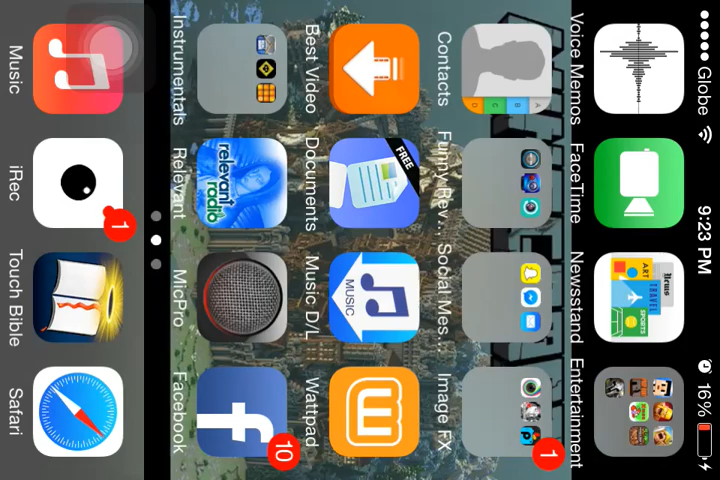 Globe 9:23 PM 16%
News ART TRAVEL SPORTS
Voice Memos FaceTime Newsstand Entertainment
A B C D
1
Contacts Funny Rev... Social Mes... Image FX
FREE
MUSIC
Best Video Documents Music D/L Wattpad
relevant radio
10
Instrumentals Relevant MicPro Facebook
1
Music iRec Touch Bible Safari